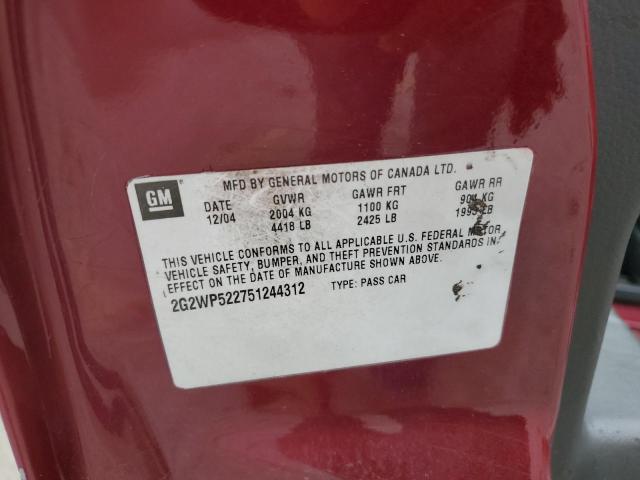 GM
MFD BY GENERAL MOTORS OF CANADA LTD.
DATE GVWR GAWR FRT GAWR RR
12/04 2004 KG 1100 KG KG
4418 LB 2425 LB LB
THIS VEHICLE CONFORMS TO ALL APPLICABLE U.S. FEDERAL MOTOR
VEHICLE SAFETY, BUMPER, AND THEFT PREVENTION STANDARDS IN
EFFECT ON THE DATE OF MANUFACTURE SHOWN ABOVE.
2G2WP522751244312 TYPE: PASS CAR